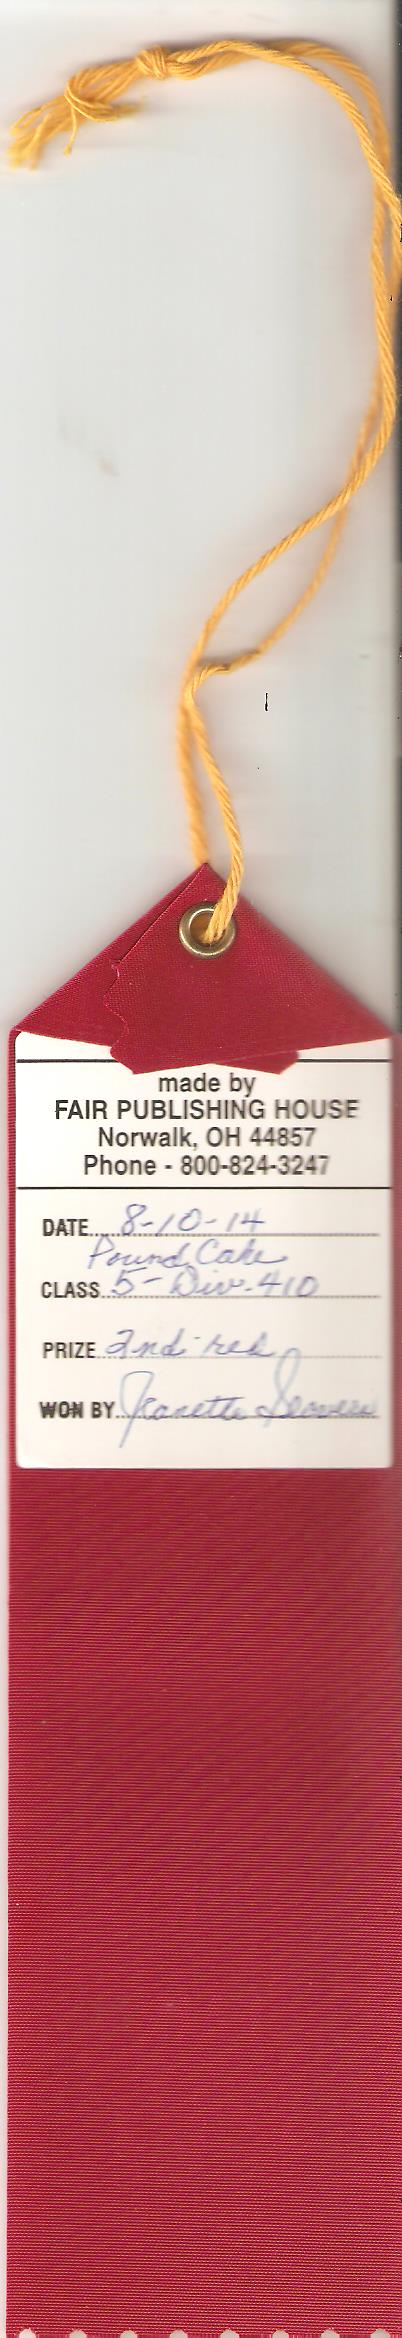 made by
FAIR PUBLISHING HOUSE
Norwalk, OH 44857
Phone - 800-824-3247
DATE 8-10-14
Pound Cake
CLASS 5 - Div. 410
PRIZE 2nd - red
WON BY Jeanette